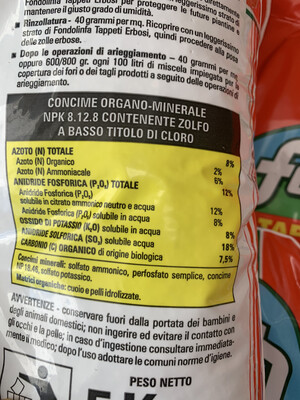 Fondolinfa Tappeti Erbosi per proteggere le future
mantenere il giusto grado di umidità.
■ Rinzollatura - 40 grammi per mq. Ricoprire con un leggerissimo
strato di Fondolinfa Tappeti Erbosi, quindi procedere alla posa
delle zolle erbose.
■ Dopo le operazioni di arieggiamento – 40 grammi per mq
oppure 600/800 gr. ogni 100 litri di miscela impiegata per la
copertura dei fori o dei tagli prodotti a seguito delle operazioni di
arieggiamento.
CONCIME ORGANO-MINERALE
NPK 8.12.8 CONTENENTE ZOLFO
A BASSO TITOLO DI CLORO
AZOTO (N) TOTALE 8%
Azoto (N) Organico 2%
Azoto (N) Ammoniacale 6%
ANIDRIDE FOSFORICA (P₂O₅) TOTALE 12%
Anidride Fosforica (P₂O₅)
solubile in citrato ammonico neutro e acqua 12%
Anidride Fosforica (P₂O₅) solubile in acqua 8%
OSSIDO DI POTASSIO (K₂O) solubile in acqua 8%
ANIDRIDE SOLFORICA (SO₃) solubile acqua 18%
CARBONIO (C) ORGANICO di origine biologica 7,5%
Concimi minerali: solfato ammonico, perfosfato semplice, concime
NP 18.46, solfato potassico.
Matrici organiche: cuoio e pelli idrolizzate.
AVVERTENZE - conservare fuori dalla portata dei bambini e
degli animali domestici; non ingerire ed evitare il contatto con
gli occhi e la pelle; in caso d'ingestione consultare immediata-
mente il medico; dopo l'uso adottare le comuni norme d'igiene.
PESO NETTO